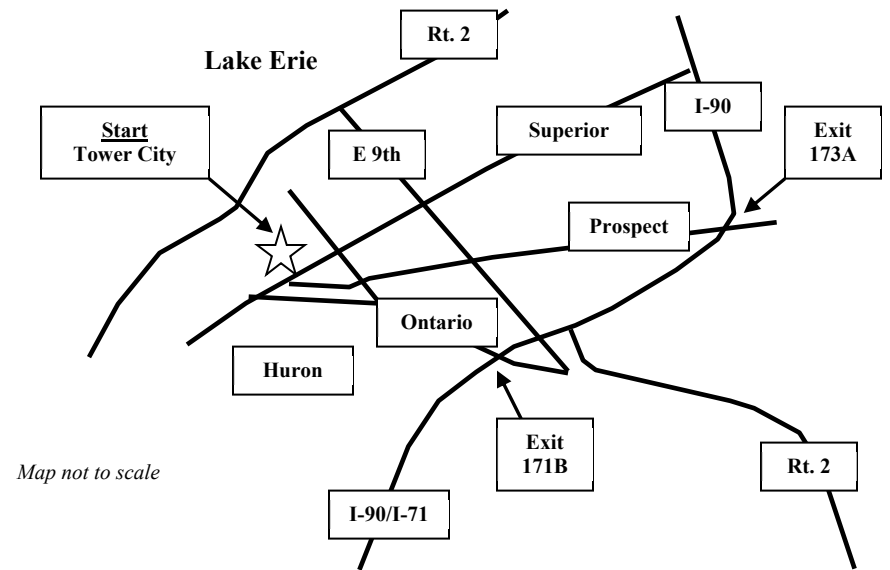 Rt. 2
Lake Erie
I-90
Start
Tower City
Superior
Exit
173A
E 9th
Prospect
Ontario
Huron
Exit
171B
Map not to scale
Rt. 2
I-90/I-71